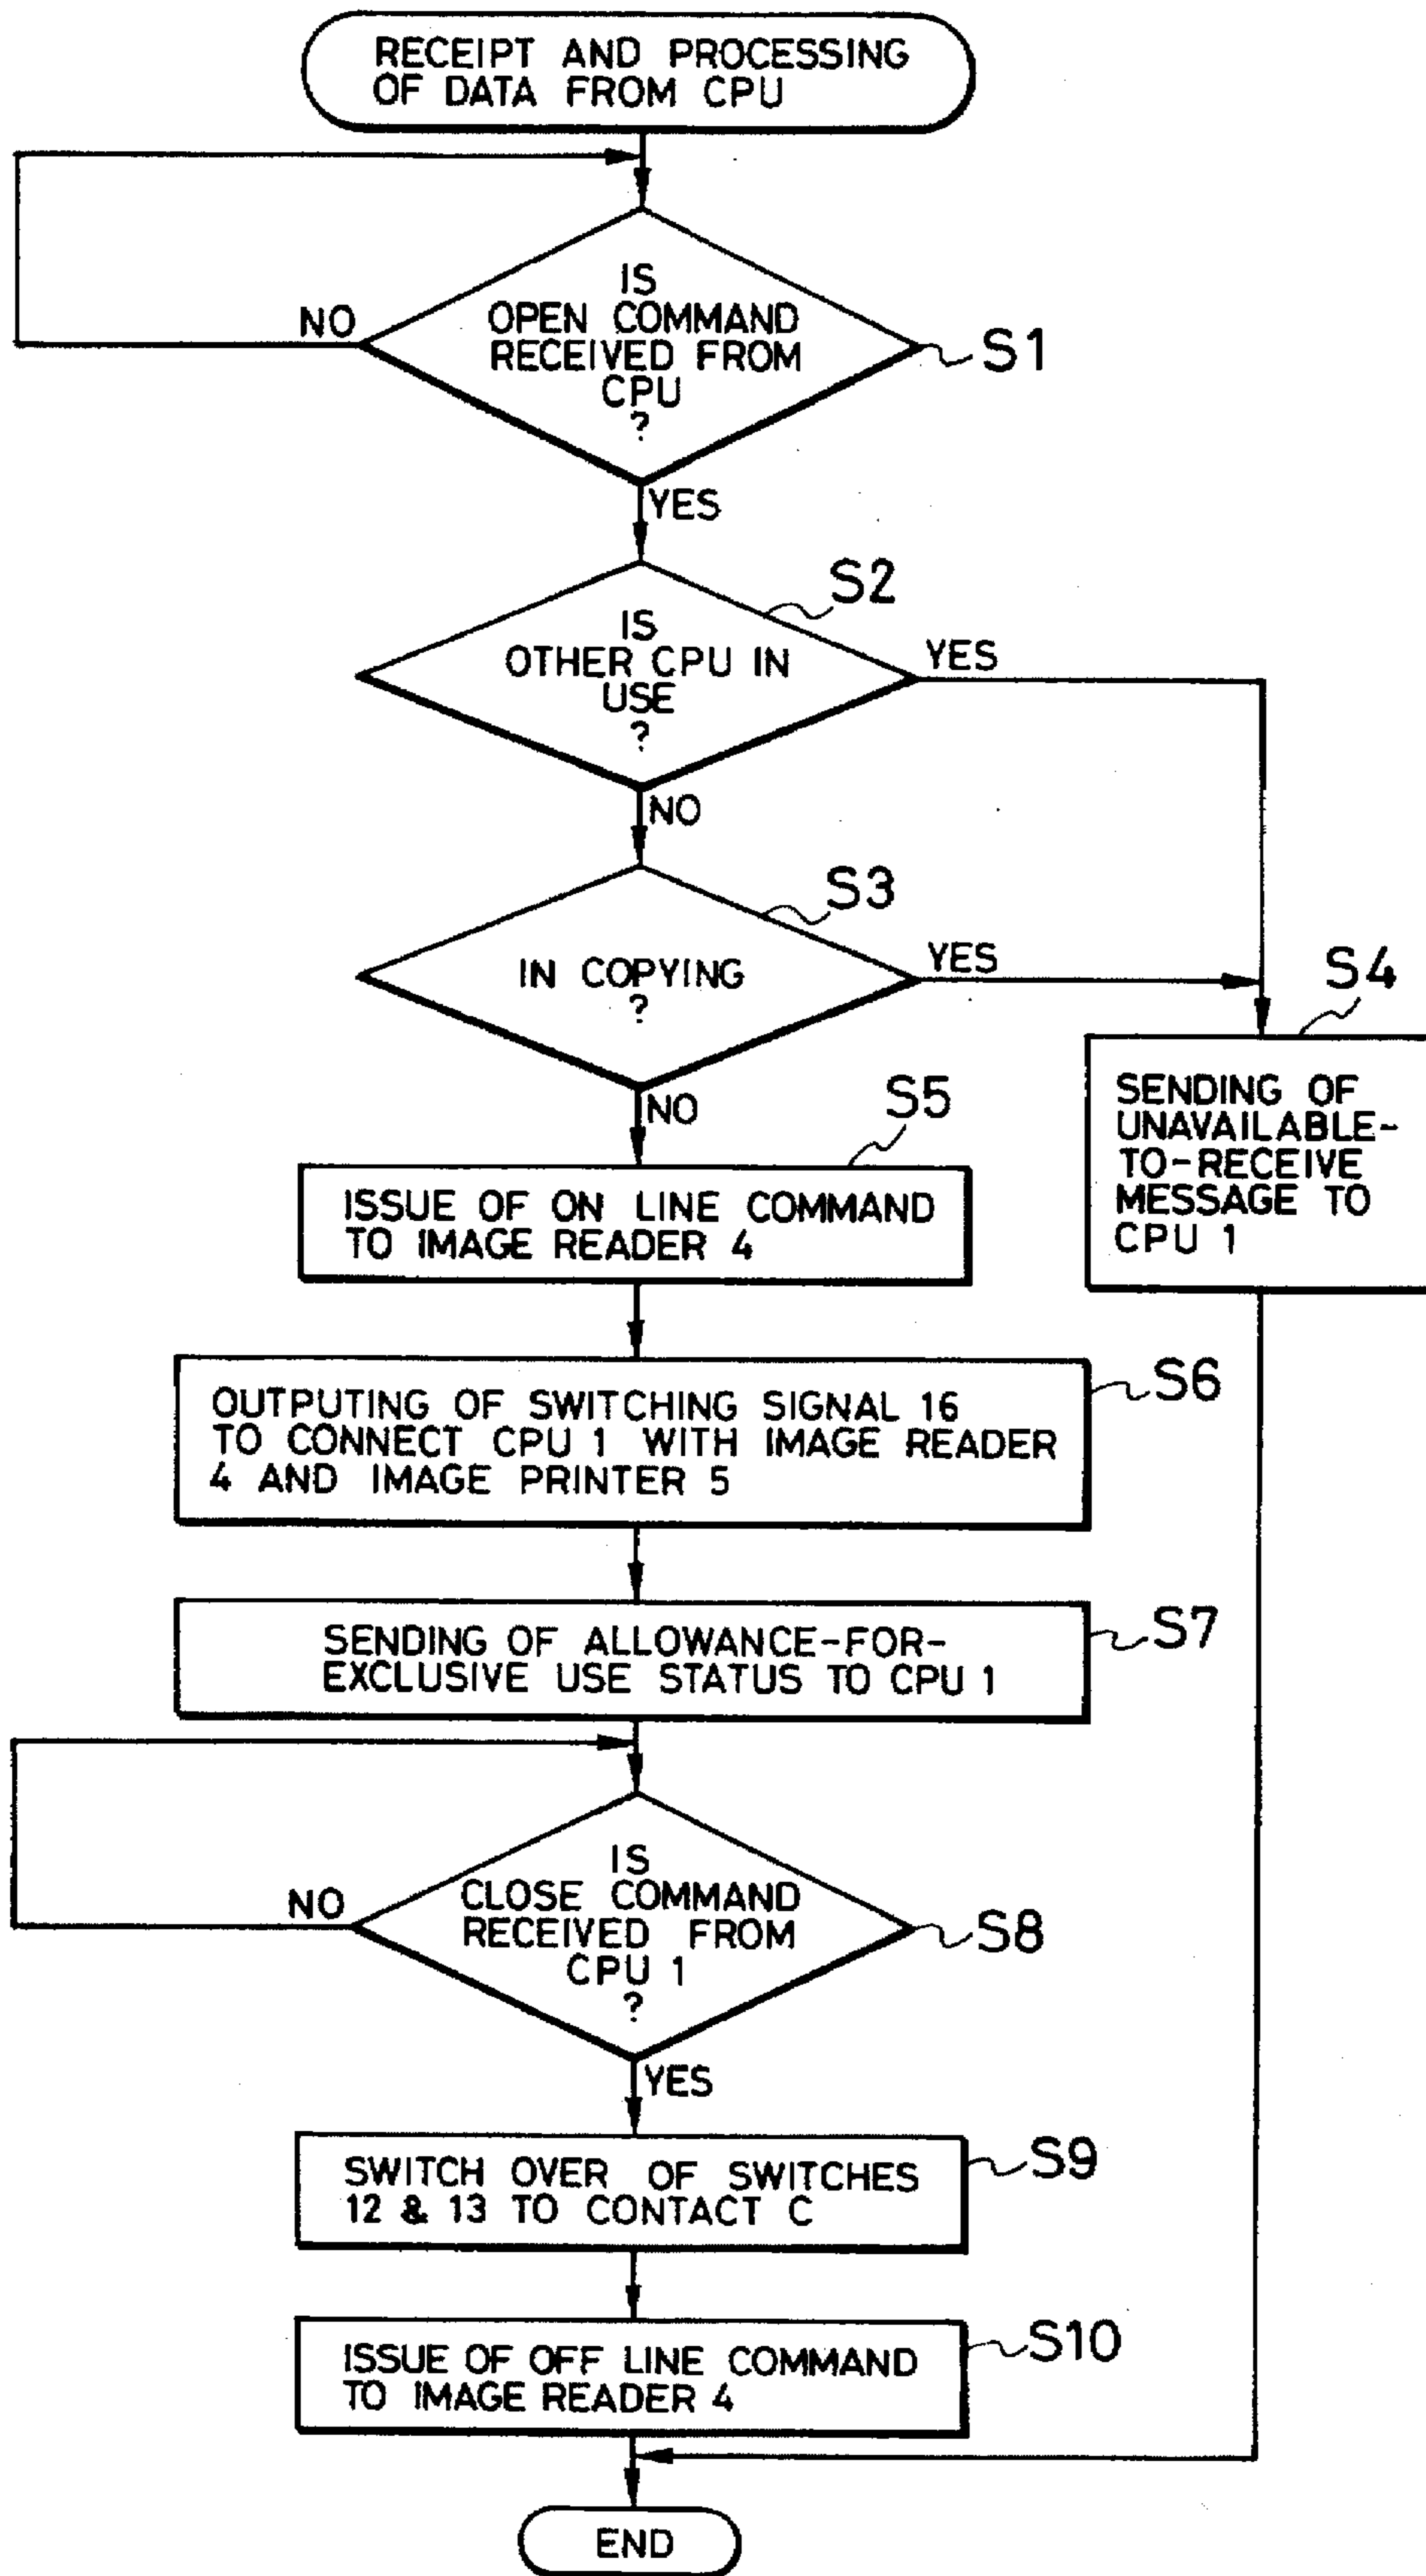 RECEIPT AND PROCESSING
OF DATA FROM CPU
IS
OPEN COMMAND
RECEIVED FROM
CPU
?
NO
S1
YES
S2
IS
OTHER CPU IN
USE
?
YES
NO
S3
IN COPYING
?
YES
S4
SENDING OF
UNAVAILABLE-
TO-RECEIVE
MESSAGE TO
CPU 1
NO
S5
ISSUE OF ON LINE COMMAND
TO IMAGE READER 4
S6
OUTPUTING OF SWITCHING SIGNAL 16
TO CONNECT CPU 1 WITH IMAGE READER
4 AND IMAGE PRINTER 5
S7
SENDING OF ALLOWANCE-FOR-
EXCLUSIVE USE STATUS TO CPU 1
IS
CLOSE COMMAND
RECEIVED FROM
CPU 1
?
NO
S8
YES
S9
SWITCH OVER OF SWITCHES
12 & 13 TO CONTACT C
S10
ISSUE OF OFF LINE COMMAND
TO IMAGE READER 4
END